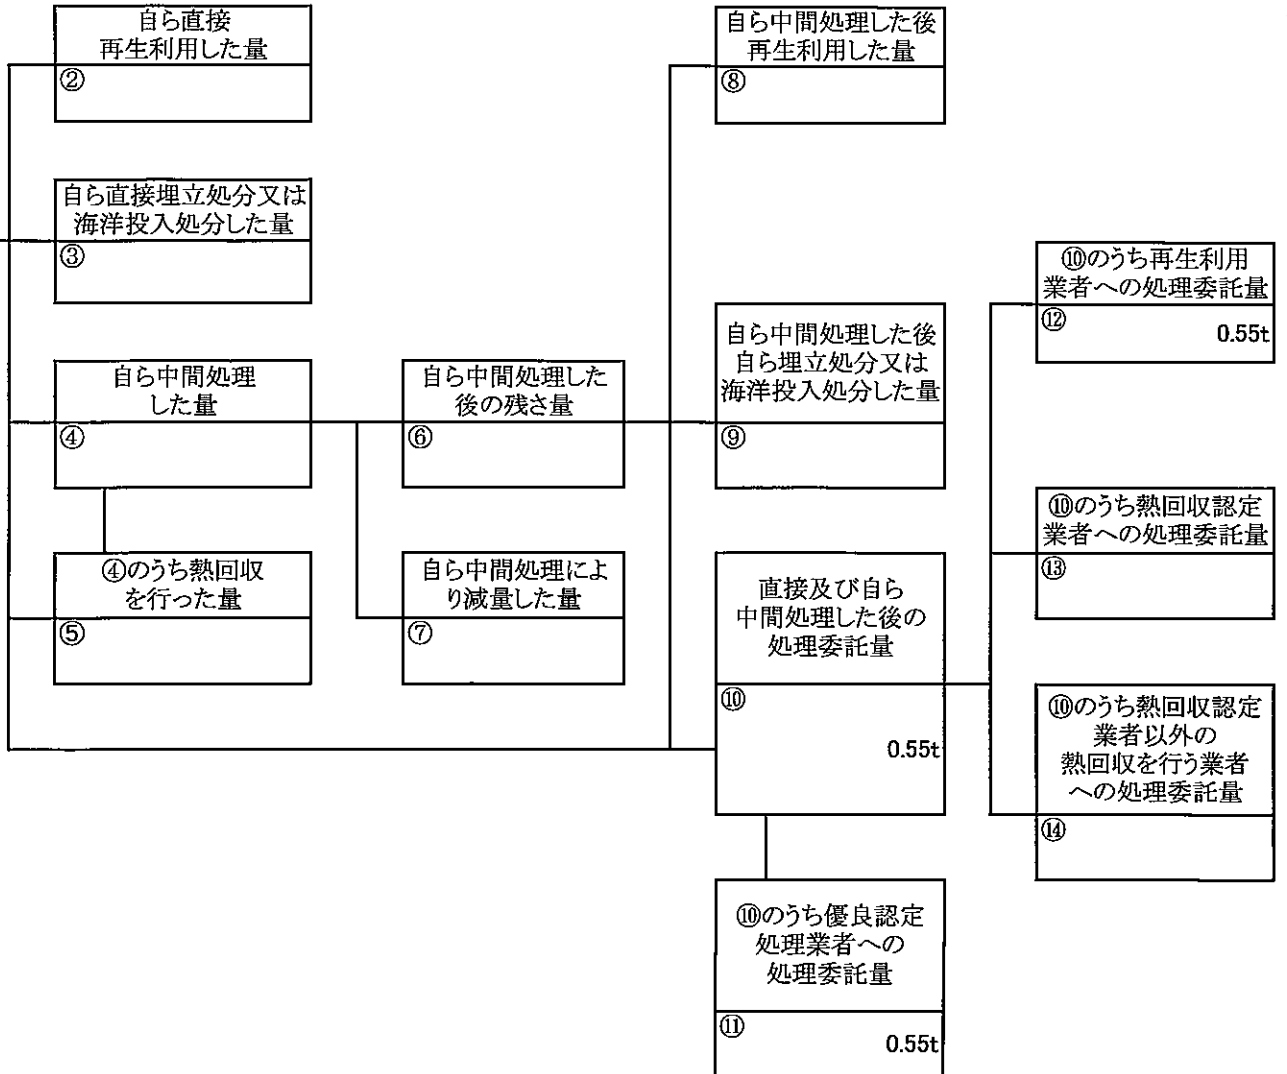 自ら直接
再生利用した量
②
自ら直接埋立処分又は
海洋投入処分した量
③
自ら中間処理
した量
④
④のうち熱回収
を行った量
⑤
自ら中間処理した
後の残さ量
⑥
自ら中間処理によ
り減量した量
⑦
自ら中間処理した後
再生利用した量
⑧
自ら中間処理した後
自ら埋立処分又は
海洋投入処分した量
⑨
直接及び自ら
中間処理した後の
処理委託量
⑩
0.55t
⑩のうち優良認定
処理業者への
処理委託量
⑪
0.55t
⑩のうち再生利用
業者への処理委託量
⑫
0.55t
⑩のうち熱回収認定
業者への処理委託量
⑬
⑩のうち熱回収認定
業者以外の
熱回収を行う業者
への処理委託量
⑭